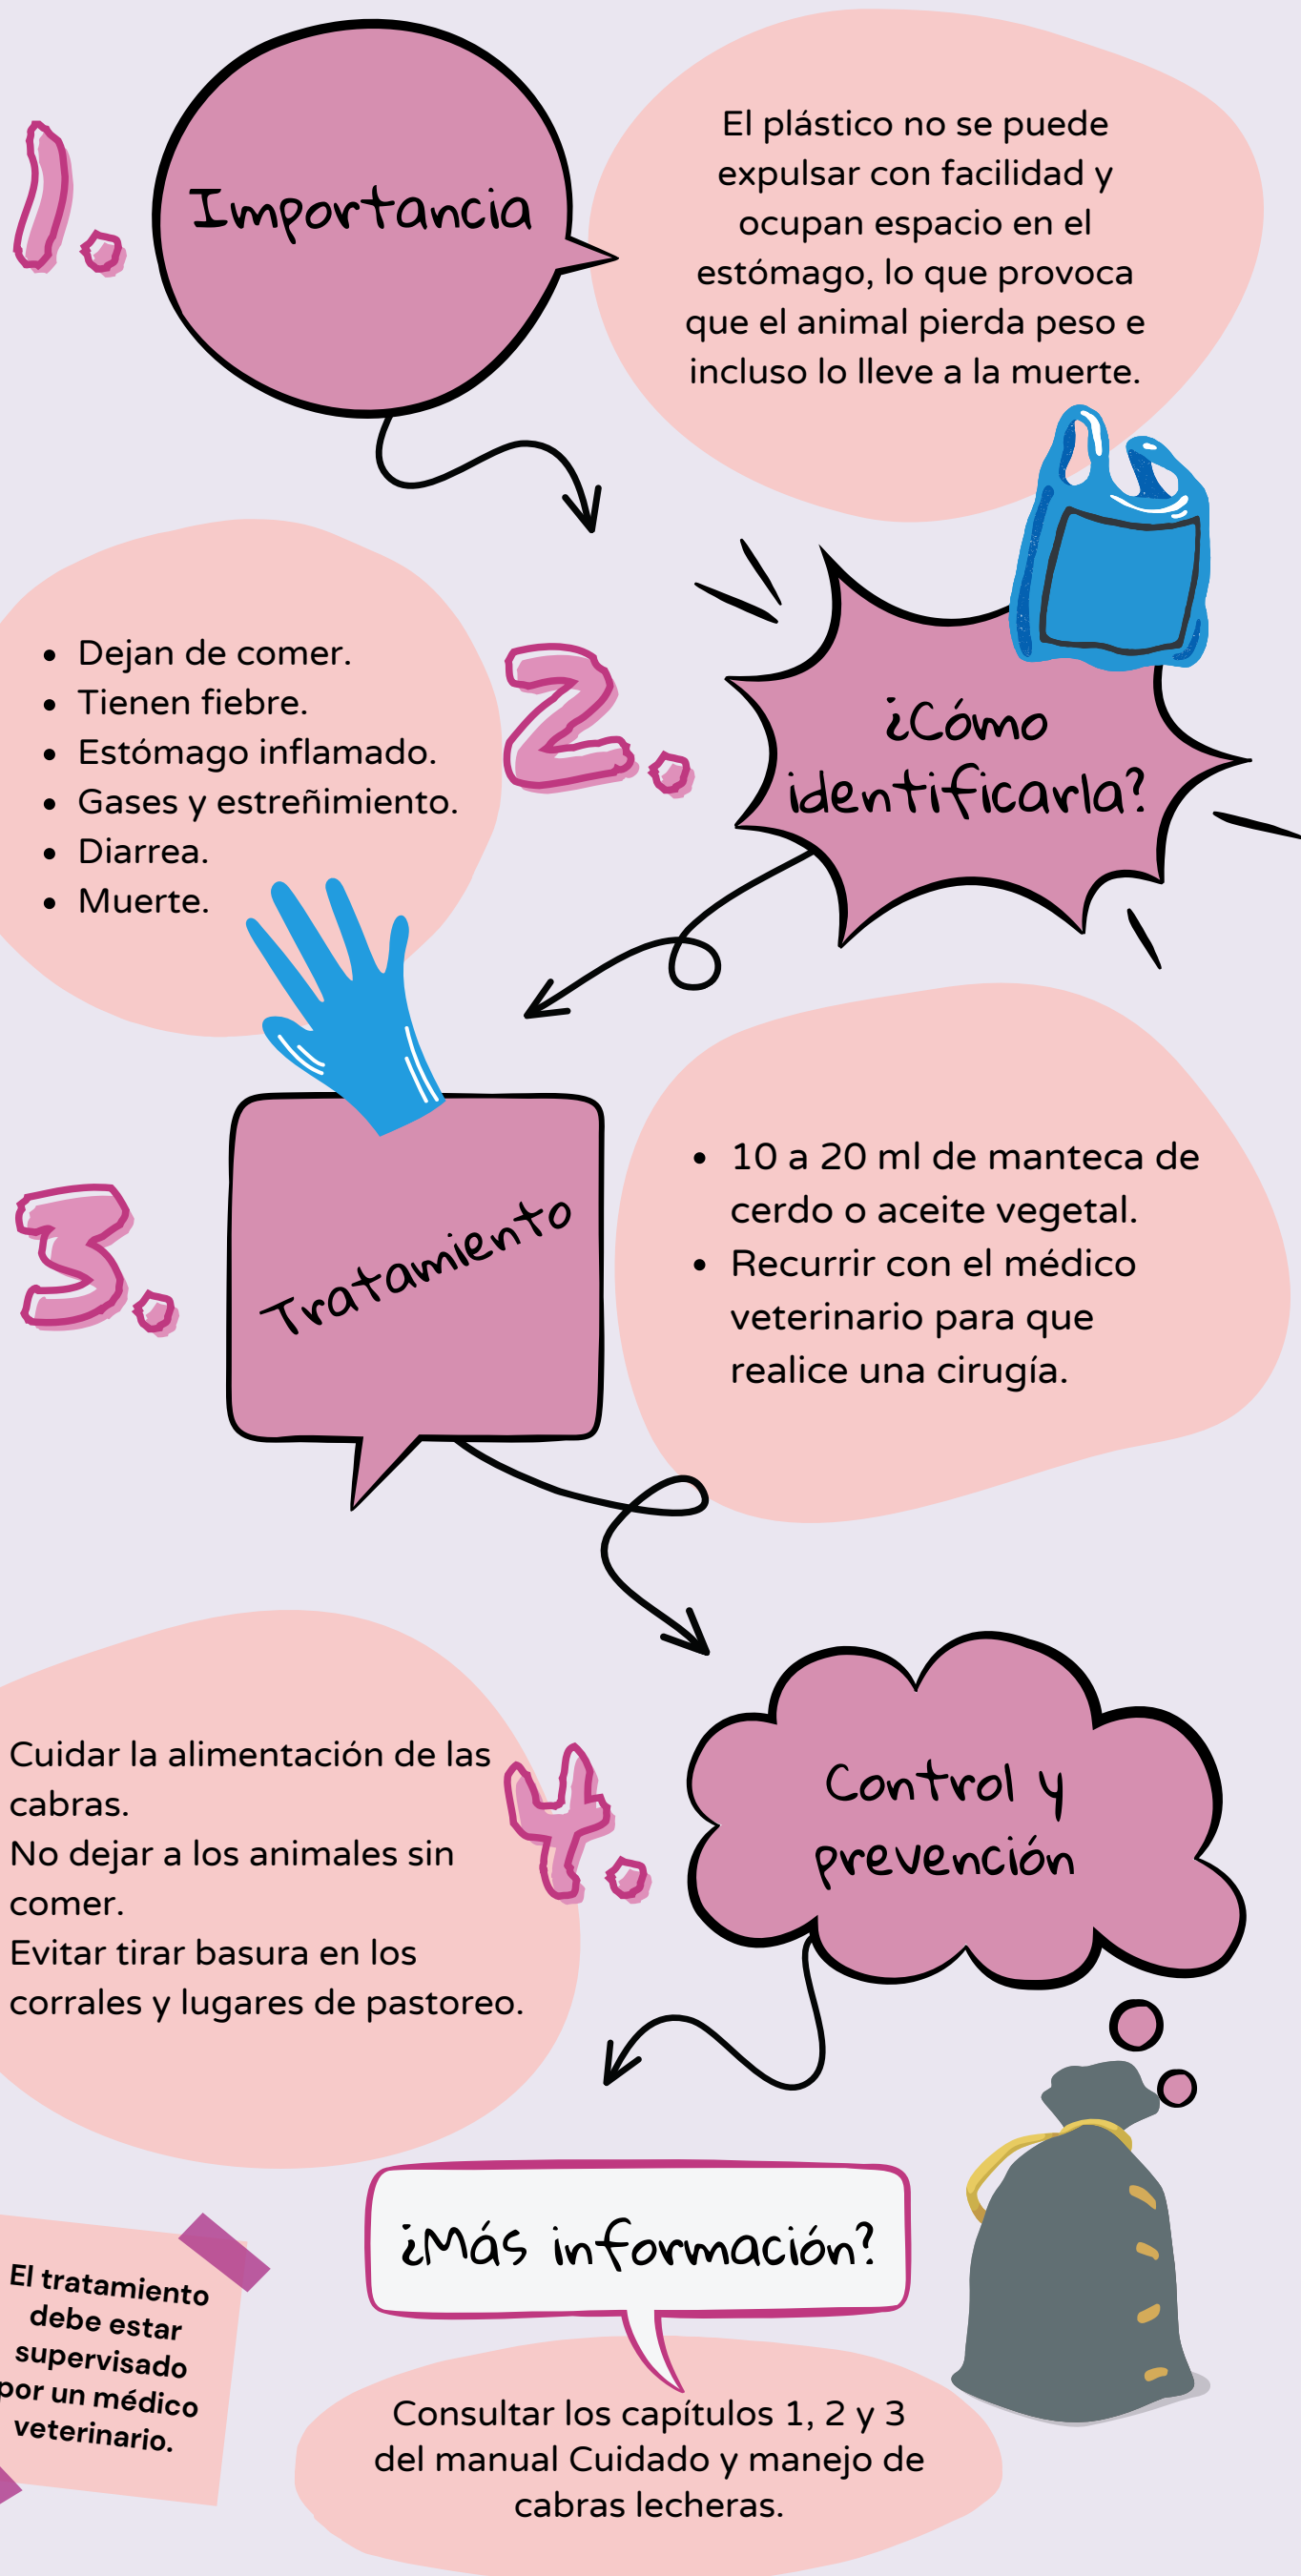 1.
Importancia
El plástico no se puede
expulsar con facilidad y
ocupan espacio en el
estómago, lo que provoca
que el animal pierda peso e
incluso lo lleve a la muerte.
2.
¿Cómo
identificarla?
• Dejan de comer.
• Tienen fiebre.
• Estómago inflamado.
• Gases y estreñimiento.
• Diarrea.
• Muerte.
3.
Tratamiento
• 10 a 20 ml de manteca de
cerdo o aceite vegetal.
• Recurrir con el médico
veterinario para que
realice una cirugía.
4.
Control y
prevención
Cuidar la alimentación de las
cabras.
No dejar a los animales sin
comer.
Evitar tirar basura en los
corrales y lugares de pastoreo.
El tratamiento
debe estar
supervisado
por un médico
veterinario.
¿Más información?
Consultar los capítulos 1, 2 y 3
del manual Cuidado y manejo de
cabras lecheras.